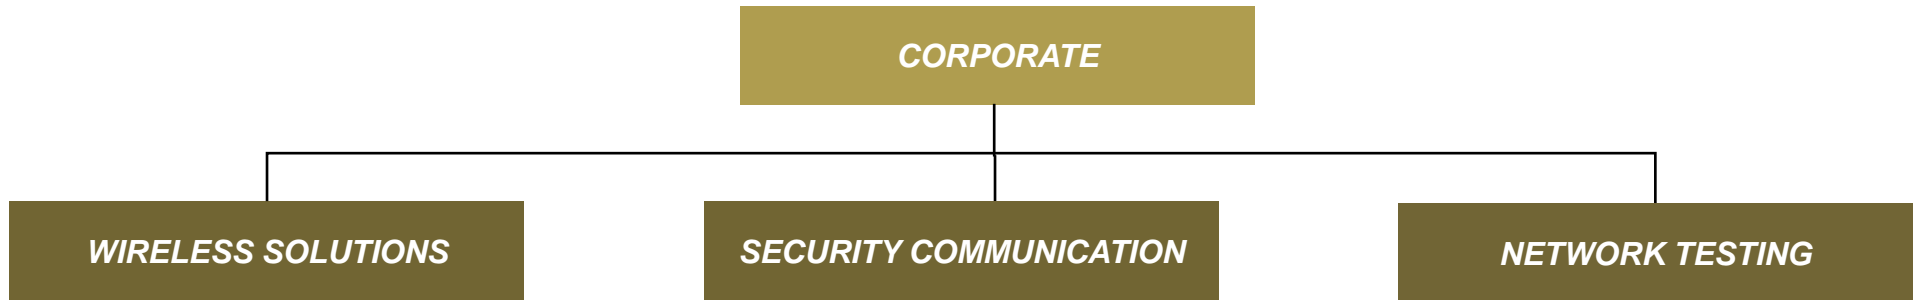 CORPORATE
WIRELESS SOLUTIONS
SECURITY COMMUNICATION
NETWORK TESTING